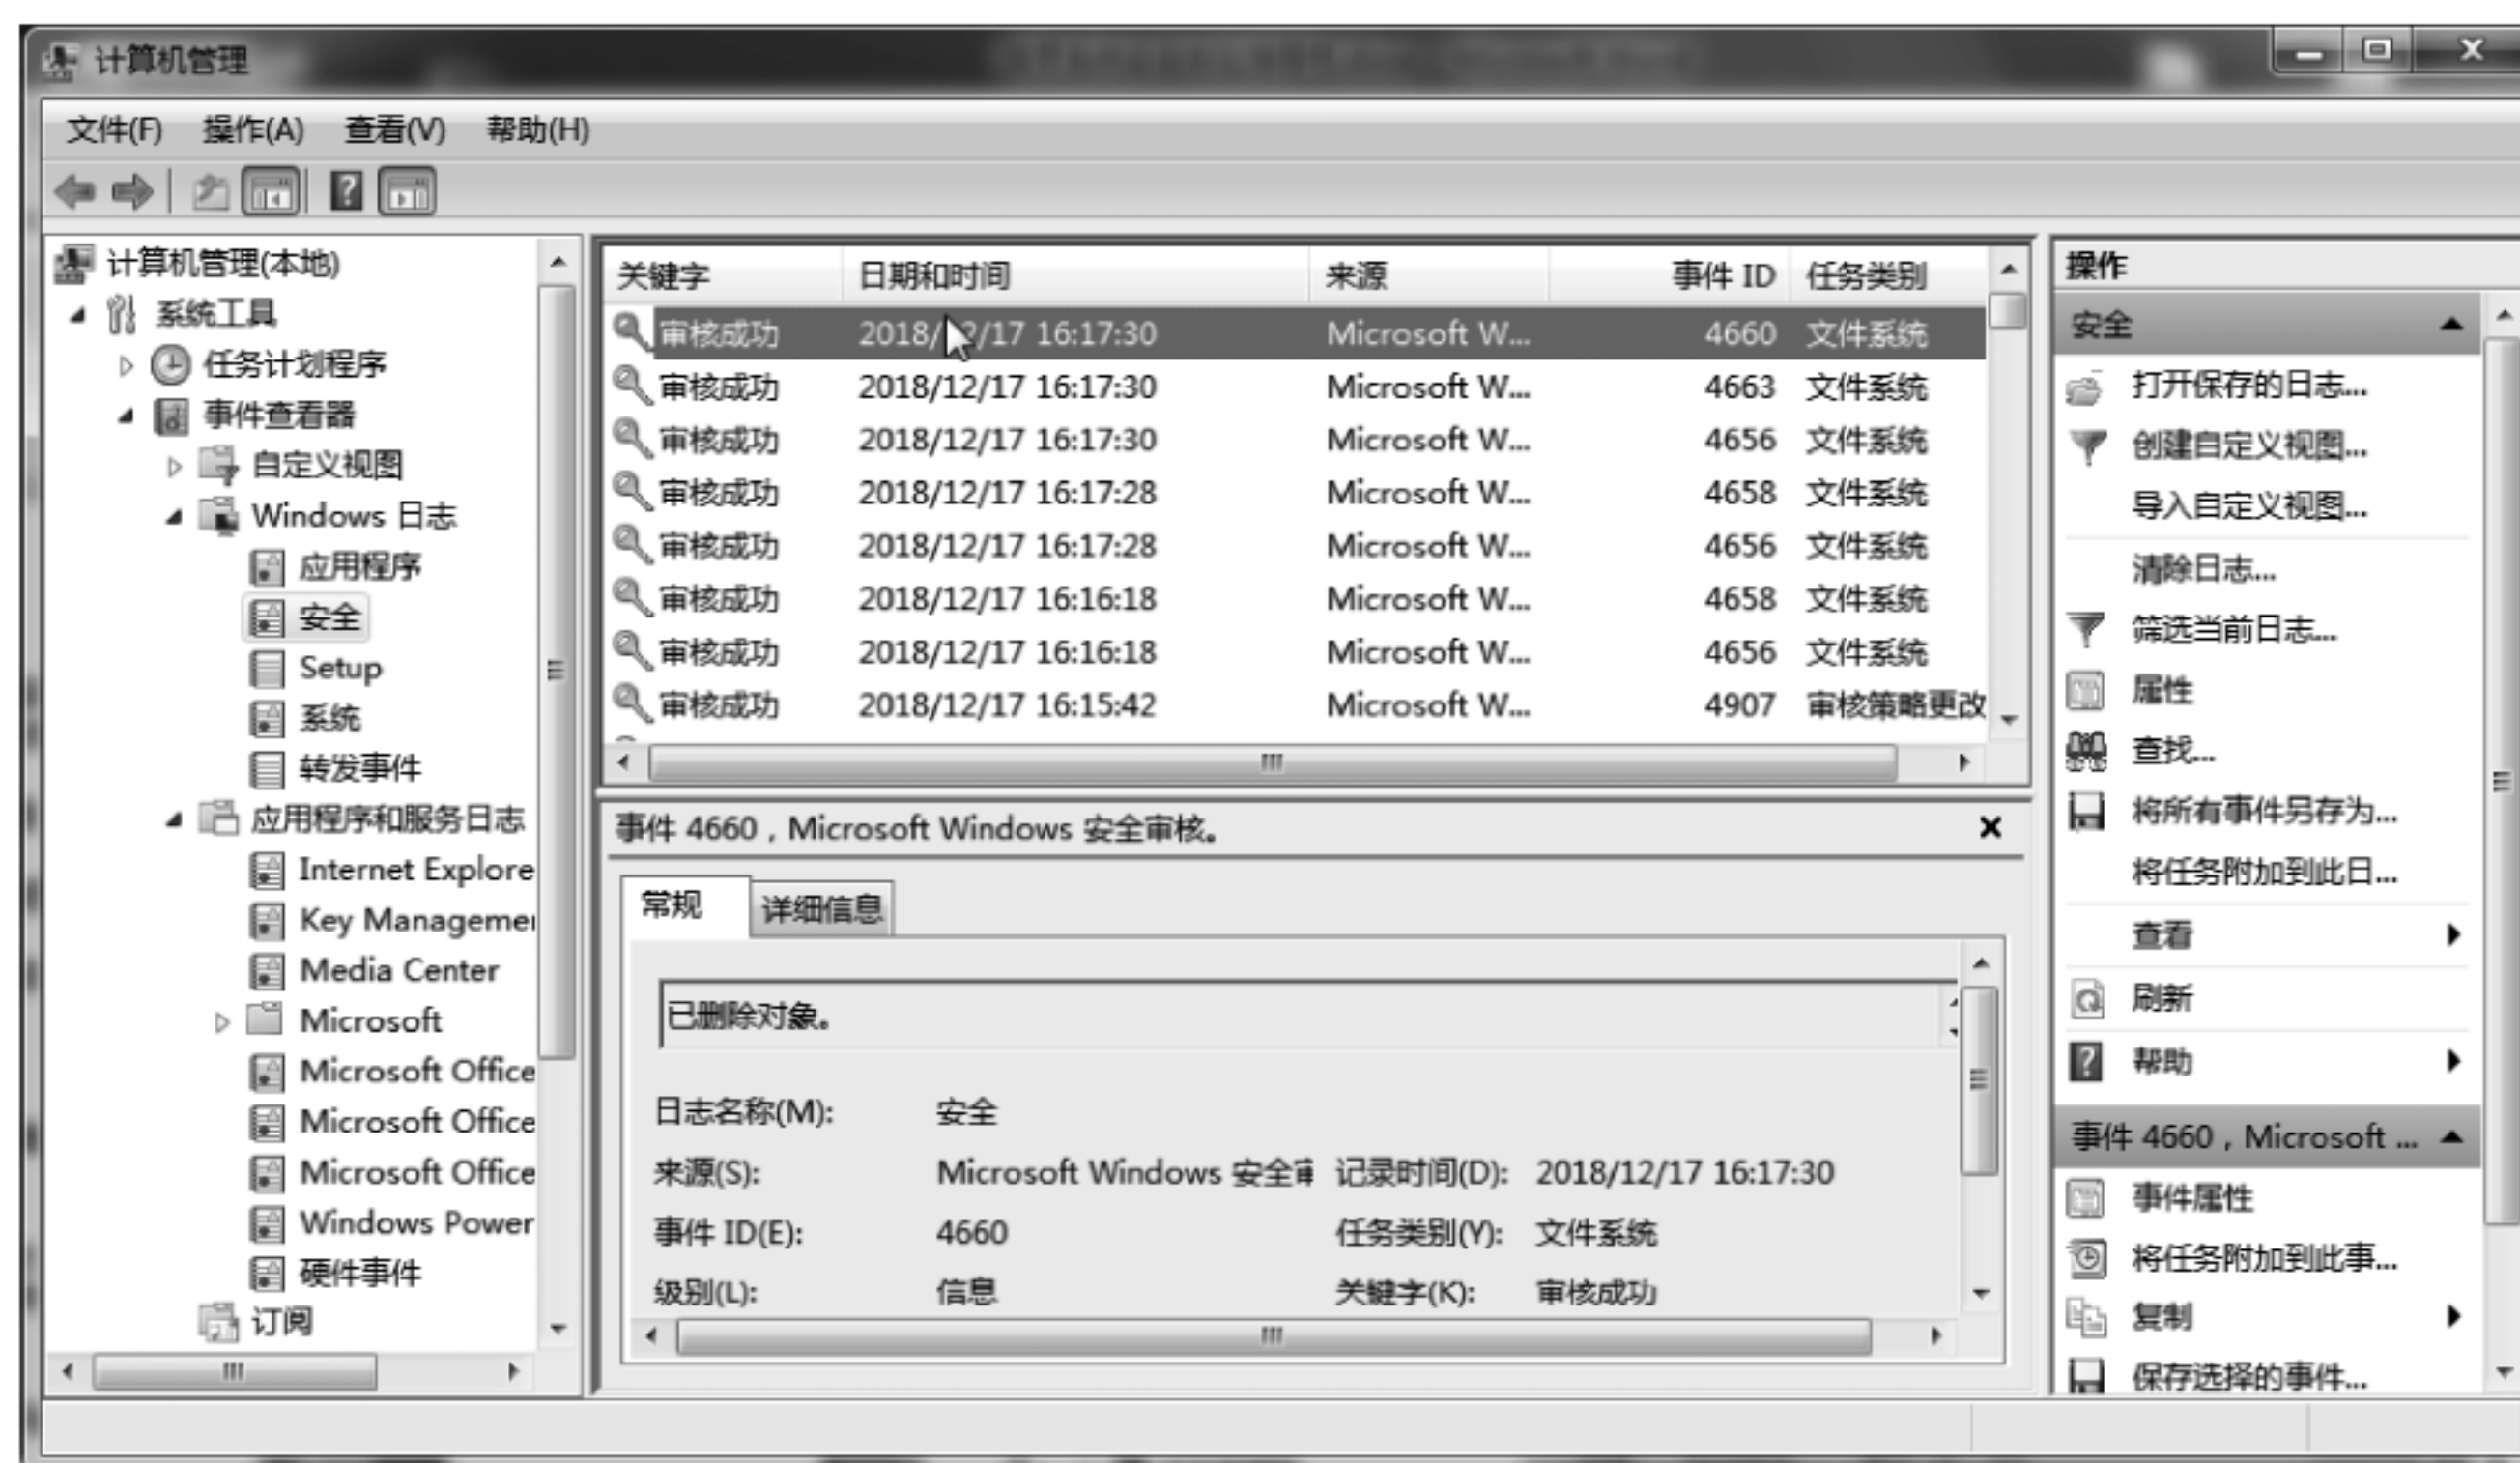 计算机管理
文件(F) 操作(A) 查看(V) 帮助(H)
计算机管理(本地)
系统工具
任务计划程序
事件查看器
自定义视图
Windows 日志
应用程序
安全
Setup
系统
转发事件
应用程序和服务日志
Internet Explore
Key Managemen
Media Center
Microsoft
Microsoft Office
Microsoft Office
Microsoft Office
Windows Power
硬件事件
订阅
关键字 日期和时间 来源 事件 ID 任务类别
审核成功 2018/12/17 16:17:30 Microsoft W... 4660 文件系统
审核成功 2018/12/17 16:17:30 Microsoft W... 4663 文件系统
审核成功 2018/12/17 16:17:30 Microsoft W... 4656 文件系统
审核成功 2018/12/17 16:17:28 Microsoft W... 4658 文件系统
审核成功 2018/12/17 16:17:28 Microsoft W... 4656 文件系统
审核成功 2018/12/17 16:16:18 Microsoft W... 4658 文件系统
审核成功 2018/12/17 16:16:18 Microsoft W... 4656 文件系统
审核成功 2018/12/17 16:15:42 Microsoft W... 4907 审核策略更改
事件 4660，Microsoft Windows 安全审核。
常规 详细信息
已删除对象。
日志名称(M): 安全
来源(S): Microsoft Windows 安全审 记录时间(D): 2018/12/17 16:17:30
事件 ID(E): 4660 任务类别(Y): 文件系统
级别(L): 信息 关键字(K): 审核成功
操作
安全
打开保存的日志...
创建自定义视图...
导入自定义视图...
清除日志...
筛选当前日志...
属性
查找...
将所有事件另存为...
将任务附加到此日...
查看
刷新
帮助
事件 4660，Microsoft ...
事件属性
将任务附加到此事...
复制
保存选择的事件...